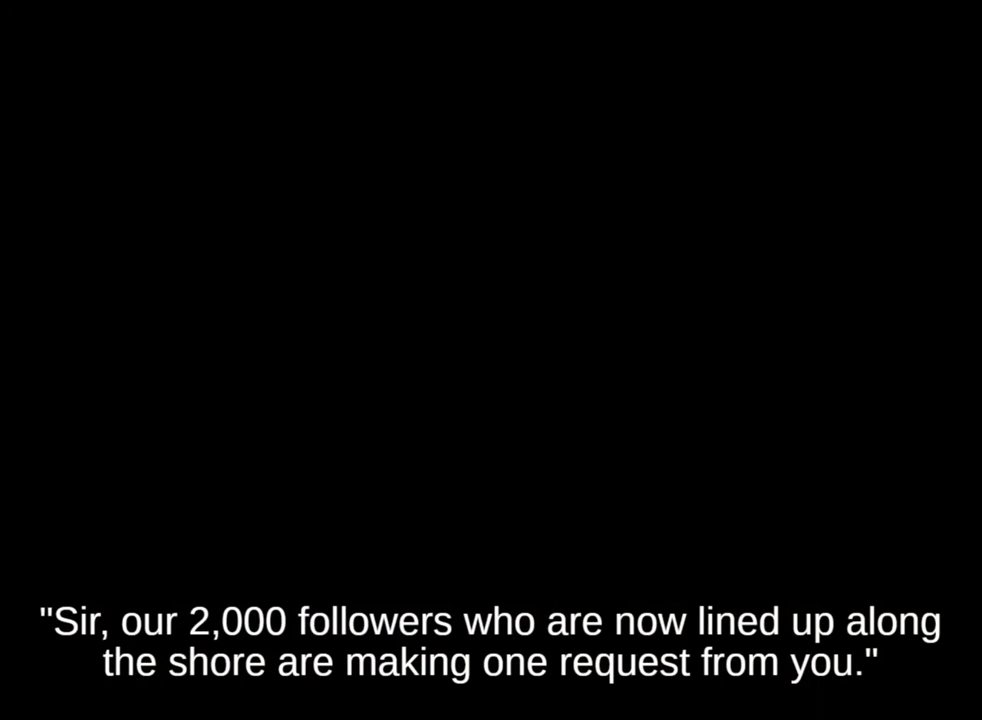 "Sir, our 2,000 followers who are now lined up along
the shore are making one request from you."